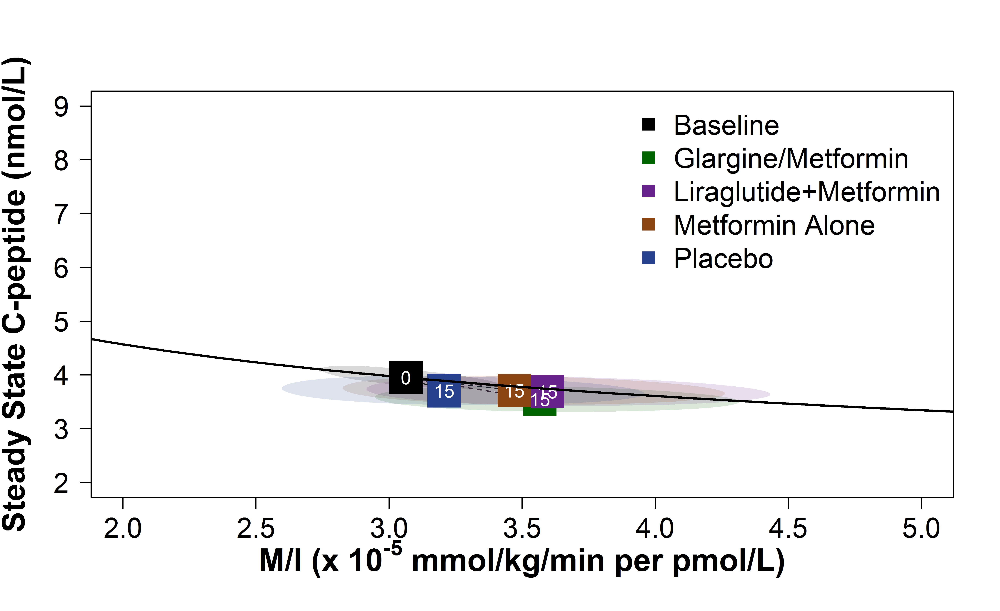 Steady State C-peptide (nmol/L)
9
8
7
6
5
4
3
2
Baseline
Glargine/Metformin
Liraglutide+Metformin
Metformin Alone
Placebo
0
15
15
15
15
2.0 2.5 3.0 3.5 4.0 4.5 5.0
M/I (x 10⁻⁵ mmol/kg/min per pmol/L)